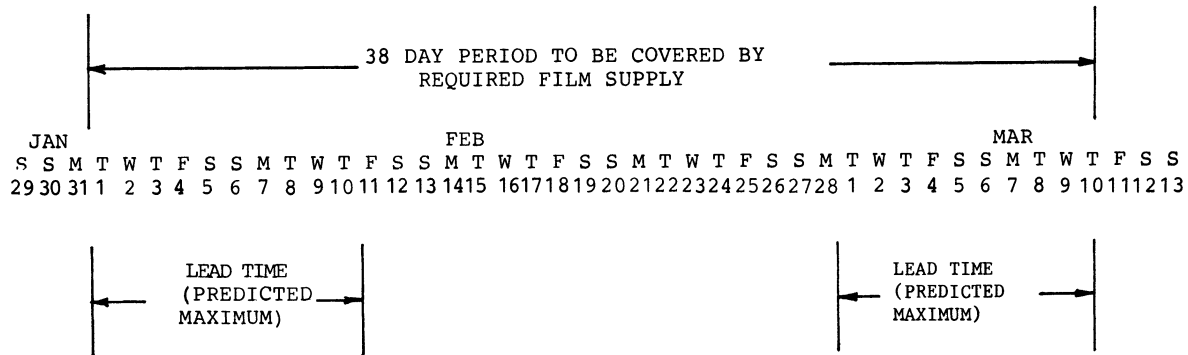 38 DAY PERIOD TO BE COVERED BY
REQUIRED FILM SUPPLY
JAN FEB MAR
S S M T W T F S S M T W T F S S M T W T F S S M T W T F S S M T W T F S S M T W T F S S
29 30 31 1 2 3 4 5 6 7 8 9 10 11 12 13 14 15 16 17 18 19 20 21 22 23 24 25 26 27 28 1 2 3 4 5 6 7 8 9 10 11 12 13
LEAD TIME
(PREDICTED
MAXIMUM)
LEAD TIME
(PREDICTED
MAXIMUM)